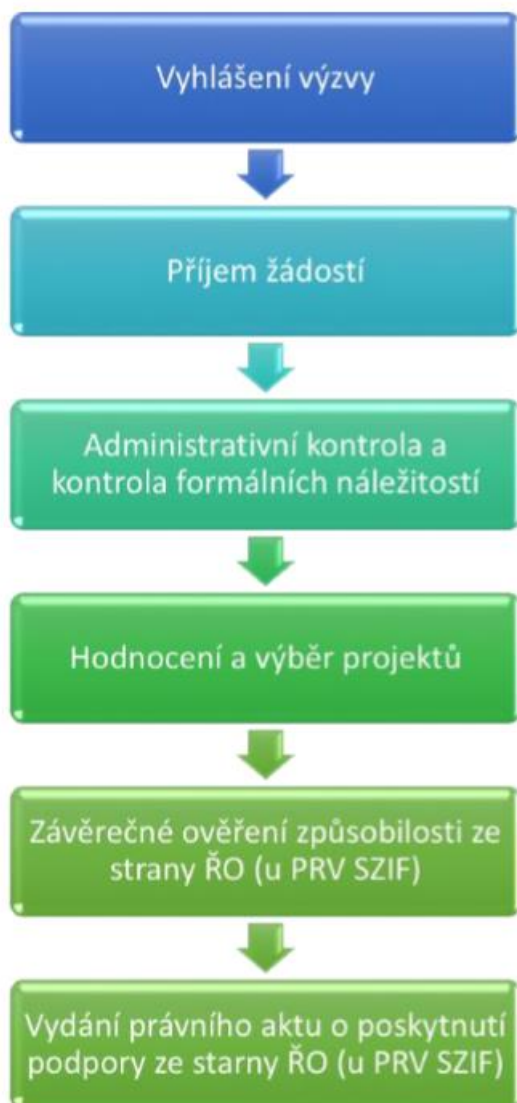 Vyhlášení výzvy
Příjem žádostí
Administrativní kontrola a
kontrola formálních náležitostí
Hodnocení a výběr projektů
Závěrečné ověření způsobilosti ze
strany ŘO (u PRV SZIF)
Vydání právního aktu o poskytnutí
podpory ze starny ŘO (u PRV SZIF)